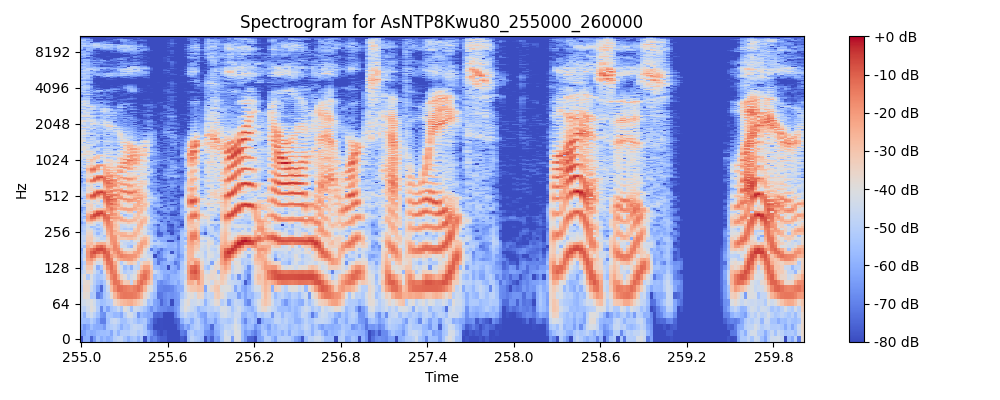 Spectrogram for AsNTP8Kwu80_255000_260000
8192
4096
2048
1024
512
256
128
64
0
Hz
255.0 255.6 256.2 256.8 257.4 258.0 258.6 259.2 259.8
Time
+0 dB
-10 dB
-20 dB
-30 dB
-40 dB
-50 dB
-60 dB
-70 dB
-80 dB